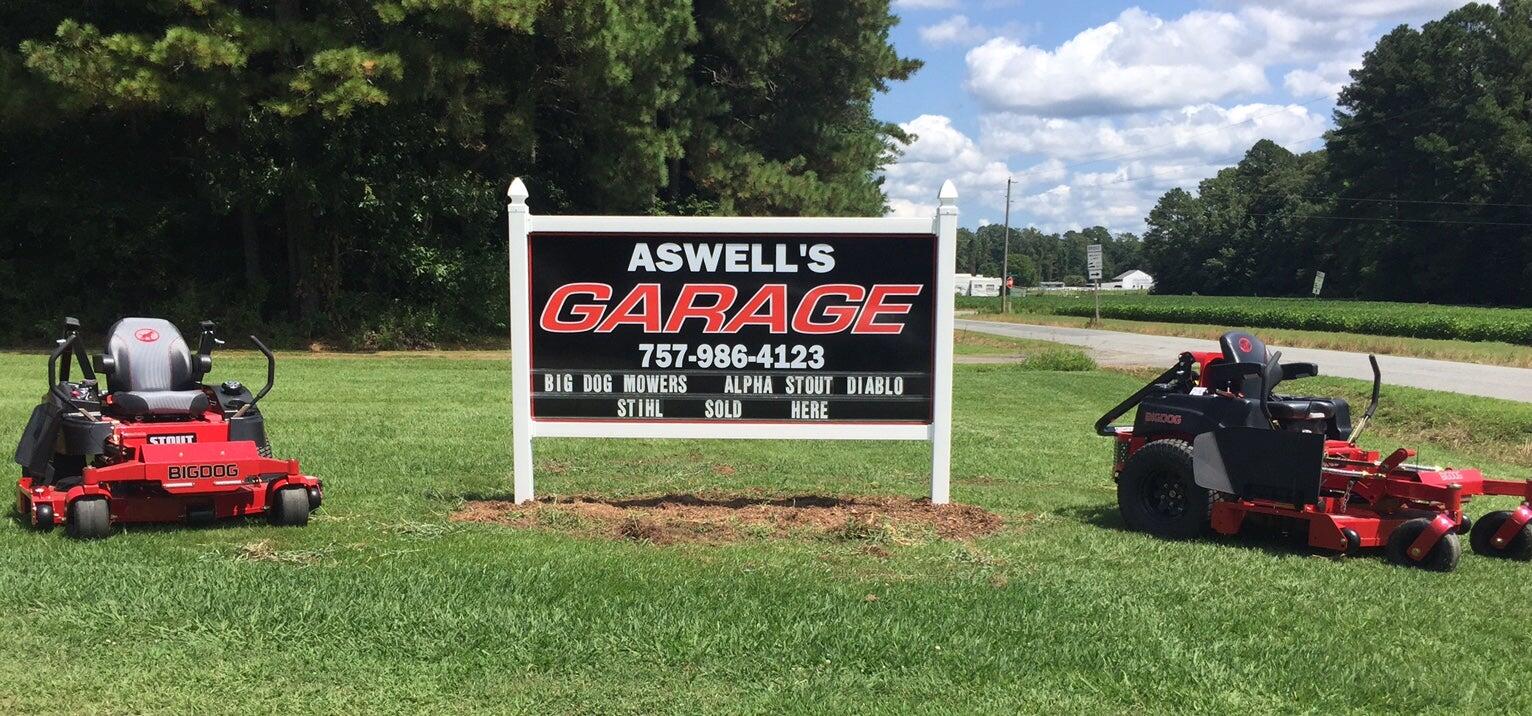 ASWELL'S
GARAGE
757-986-4123
BIG DOG MOWERS ALPHA STOUT DIABLO
STIHL SOLD HERE
STOUT
BIGDOG
BIGDOG